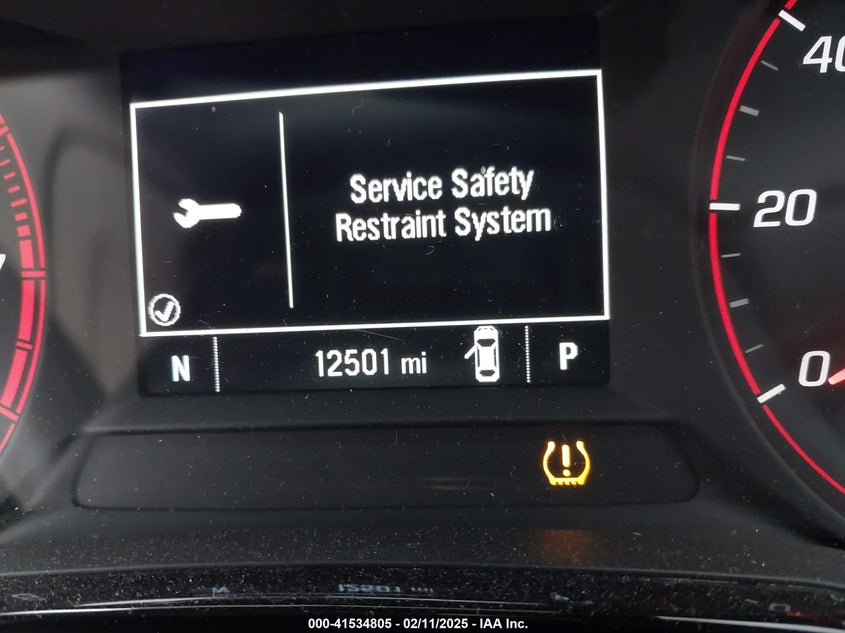 40
Service Safety
Restraint System
20
N 12501 mi P
0
000-41534805 - 02/11/2025 - IAA Inc.